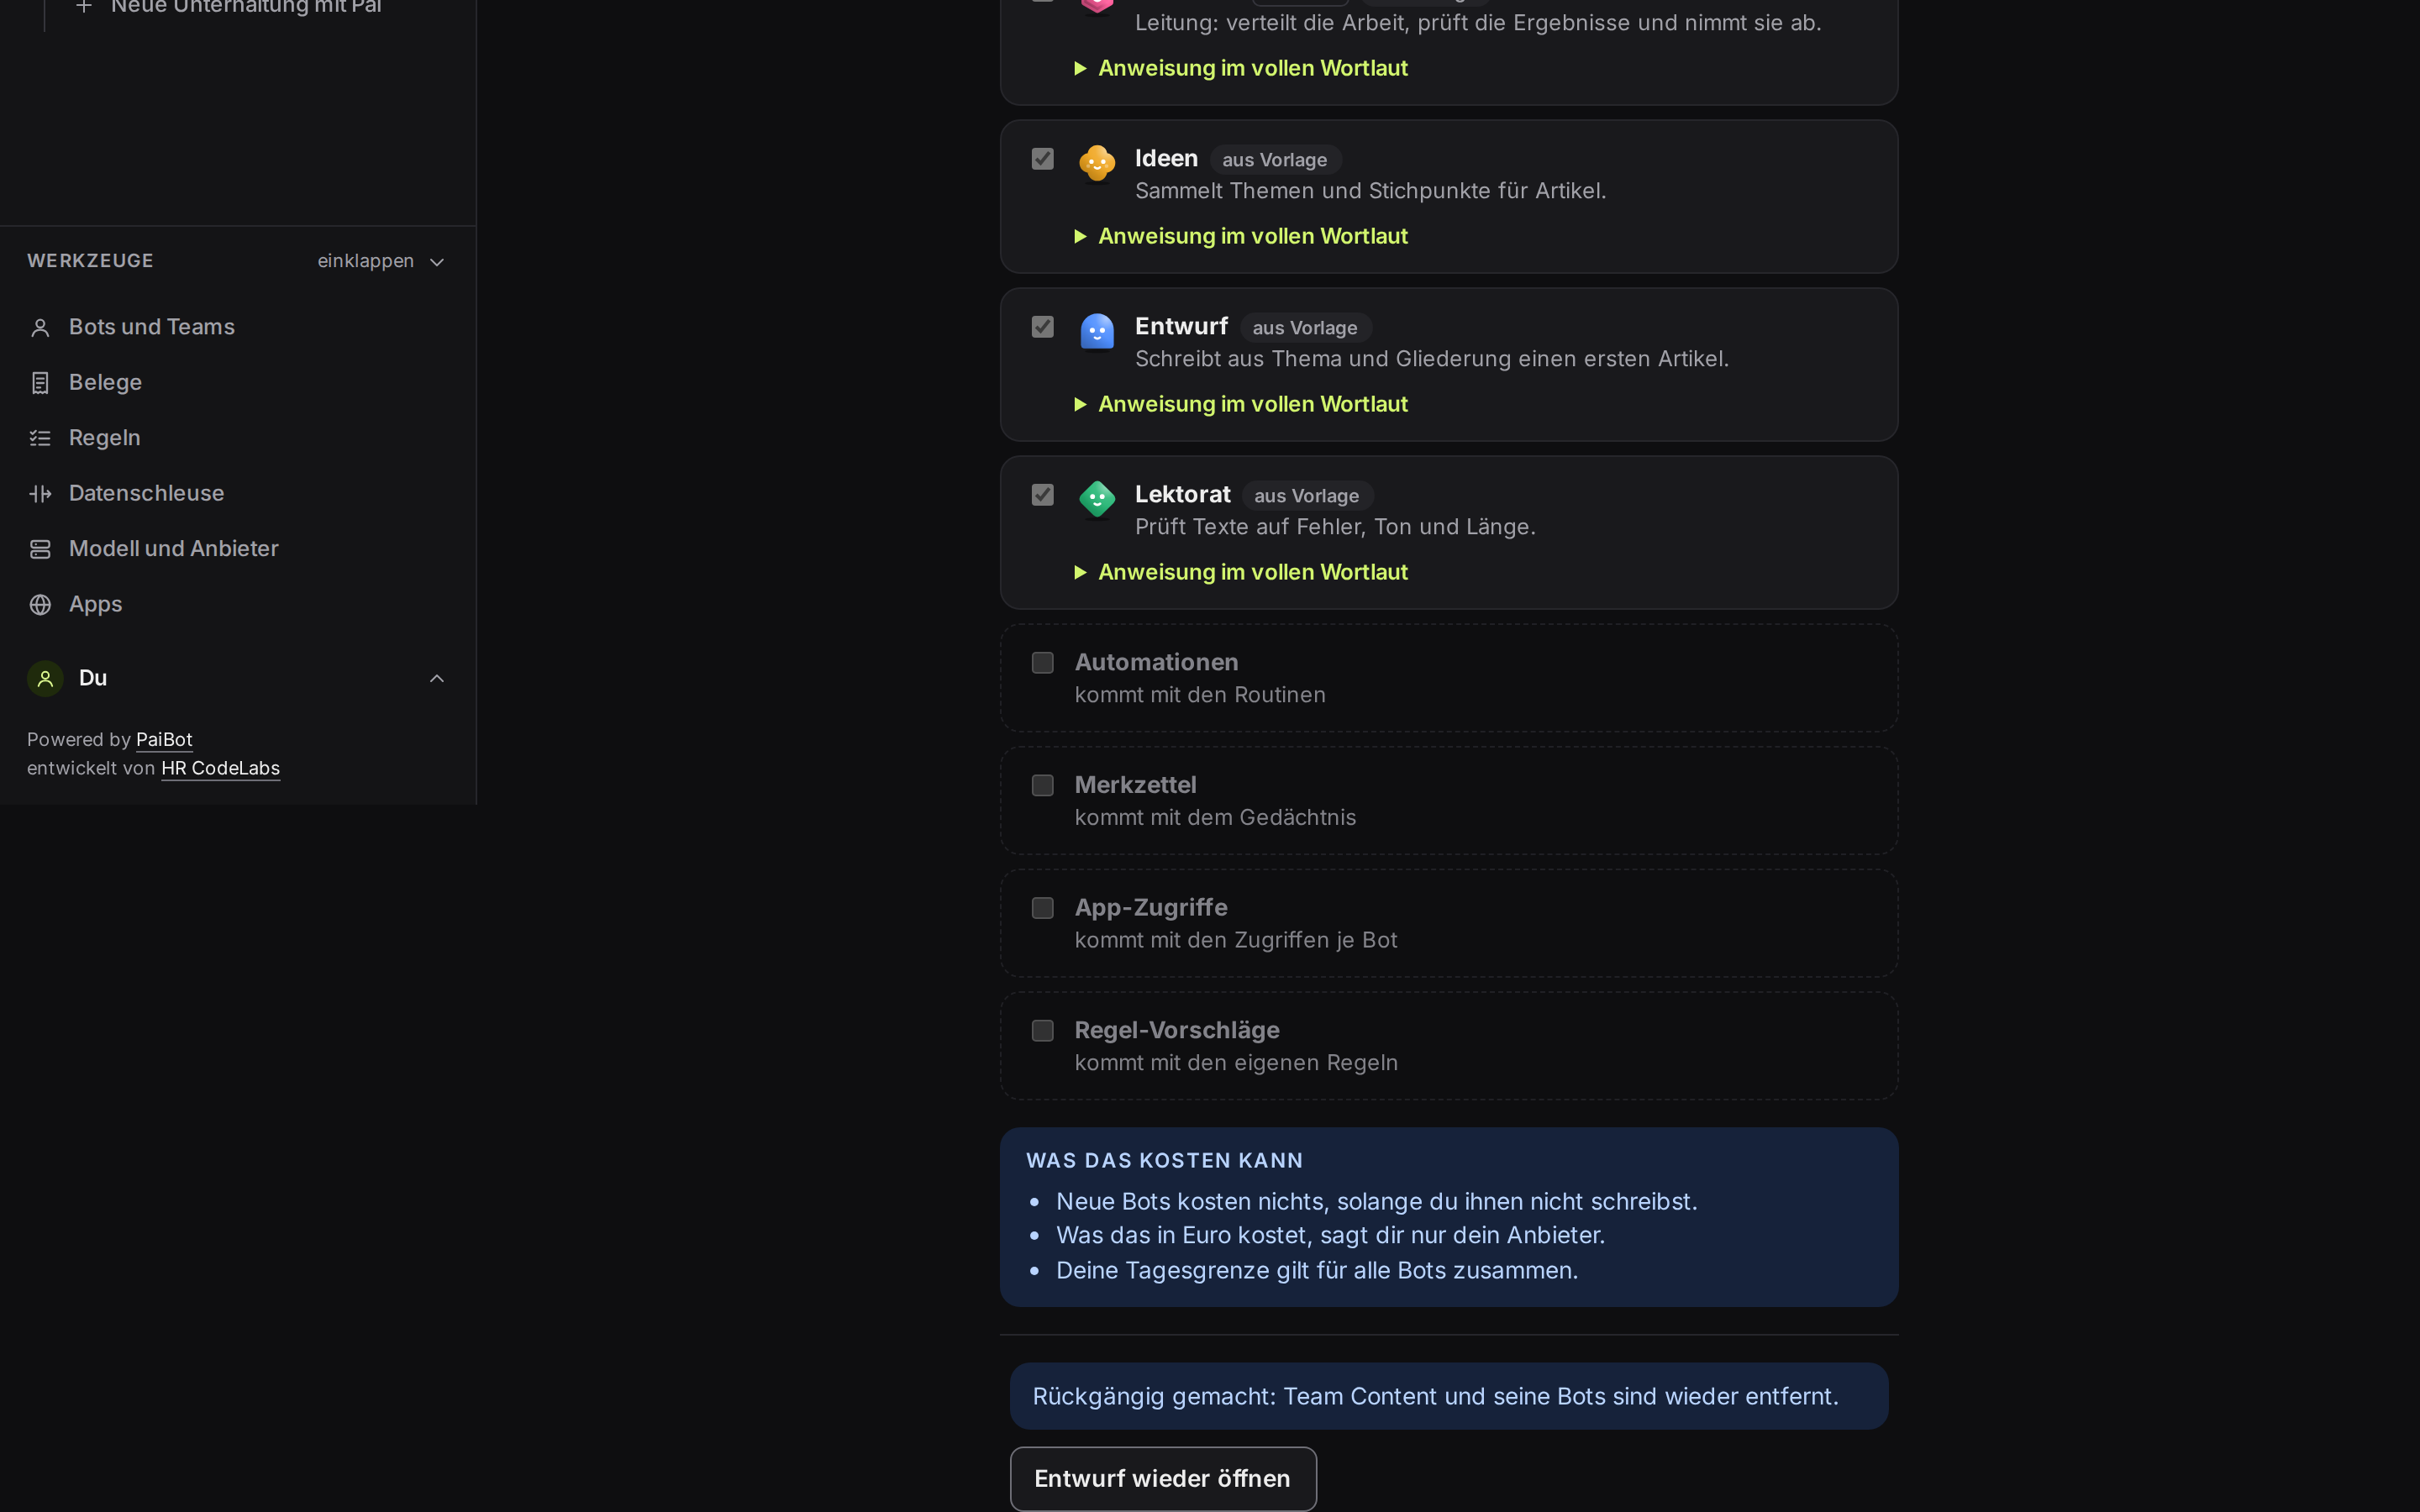 Neue Unterhaltung mit Pai
WERKZEUGE
einklappen
Bots und Teams
Belege
Regeln
Datenschleuse
Modell und Anbieter
Apps
Du
Powered by PaiBot
entwickelt von HR CodeLabs
Leitung: verteilt die Arbeit, prüft die Ergebnisse und nimmt sie ab.
Anweisung im vollen Wortlaut
Ideen aus Vorlage
Sammelt Themen und Stichpunkte für Artikel.
Anweisung im vollen Wortlaut
Entwurf aus Vorlage
Schreibt aus Thema und Gliederung einen ersten Artikel.
Anweisung im vollen Wortlaut
Lektorat aus Vorlage
Prüft Texte auf Fehler, Ton und Länge.
Anweisung im vollen Wortlaut
Automationen
kommt mit den Routinen
Merkzettel
kommt mit dem Gedächtnis
App-Zugriffe
kommt mit den Zugriffen je Bot
Regel-Vorschläge
kommt mit den eigenen Regeln
WAS DAS KOSTEN KANN
Neue Bots kosten nichts, solange du ihnen nicht schreibst.
Was das in Euro kostet, sagt dir nur dein Anbieter.
Deine Tagesgrenze gilt für alle Bots zusammen.
Rückgängig gemacht: Team Content und seine Bots sind wieder entfernt.
Entwurf wieder öffnen